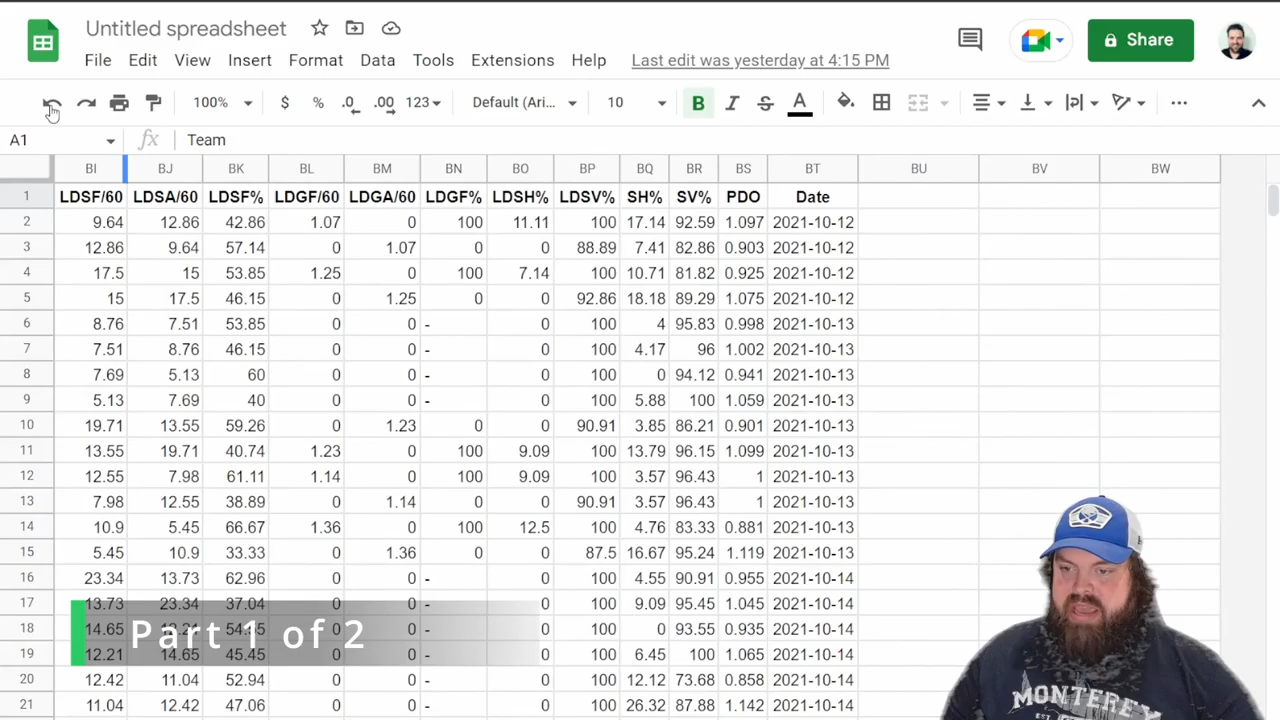 Untitled spreadsheet
Share
File Edit View Insert Format Data Tools Extensions Help Last edit was yesterday at 4:15 PM
100% $ % .0 .00 123 Default (Ari... 10 B I S A
A1 fx Team
BI BJ BK BL BM BN BO BP BQ BR BS BT BU BV BW
1 LDSF/60 LDSA/60 LDSF% LDGF/60 LDGA/60 LDGF% LDSH% LDSV% SH% SV% PDO Date
2 9.64 12.86 42.86 1.07 0 100 11.11 100 17.14 92.59 1.097 2021-10-12
3 12.86 9.64 57.14 0 1.07 0 0 88.89 7.41 82.86 0.903 2021-10-12
4 17.5 15 53.85 1.25 0 100 7.14 100 10.71 81.82 0.925 2021-10-12
5 15 17.5 46.15 0 1.25 0 0 92.86 18.18 89.29 1.075 2021-10-12
6 8.76 7.51 53.85 0 0 - 0 100 4 95.83 0.998 2021-10-13
7 7.51 8.76 46.15 0 0 - 0 100 4.17 96 1.002 2021-10-13
8 7.69 5.13 60 0 0 - 0 100 0 94.12 0.941 2021-10-13
9 5.13 7.69 40 0 0 - 0 100 5.88 100 1.059 2021-10-13
10 19.71 13.55 59.26 0 1.23 0 0 90.91 3.85 86.21 0.901 2021-10-13
11 13.55 19.71 40.74 1.23 0 100 9.09 100 13.79 96.15 1.099 2021-10-13
12 12.55 7.98 61.11 1.14 0 100 9.09 100 3.57 96.43 1 2021-10-13
13 7.98 12.55 38.89 0 1.14 0 0 90.91 3.57 96.43 1 2021-10-13
14 10.9 5.45 66.67 1.36 0 100 12.5 100 4.76 83.33 0.881 2021-10-13
15 5.45 10.9 33.33 0 1.36 0 0 87.5 16.67 95.24 1.119 2021-10-13
16 23.34 13.73 62.96 0 0 - 0 100 4.55 90.91 0.955 2021-10-14
17 13.73 23.34 37.04 0 0 - 0 100 9.09 95.45 1.045 2021-10-14
18 14.65 0 0 - 0 100 0 93.55 0.935 2021-10-14
Part 1 of 2
19 12.21 14.65 45.45 0 0 - 0 100 6.45 100 1.065 2021-10-14
20 12.42 11.04 52.94 0 0 - 0 100 12.12 73.68 0.858 2021-10-14
21 11.04 12.42 47.06 0 0 - 0 100 26.32 87.88 1.142 2021-10-14
MONTEREY